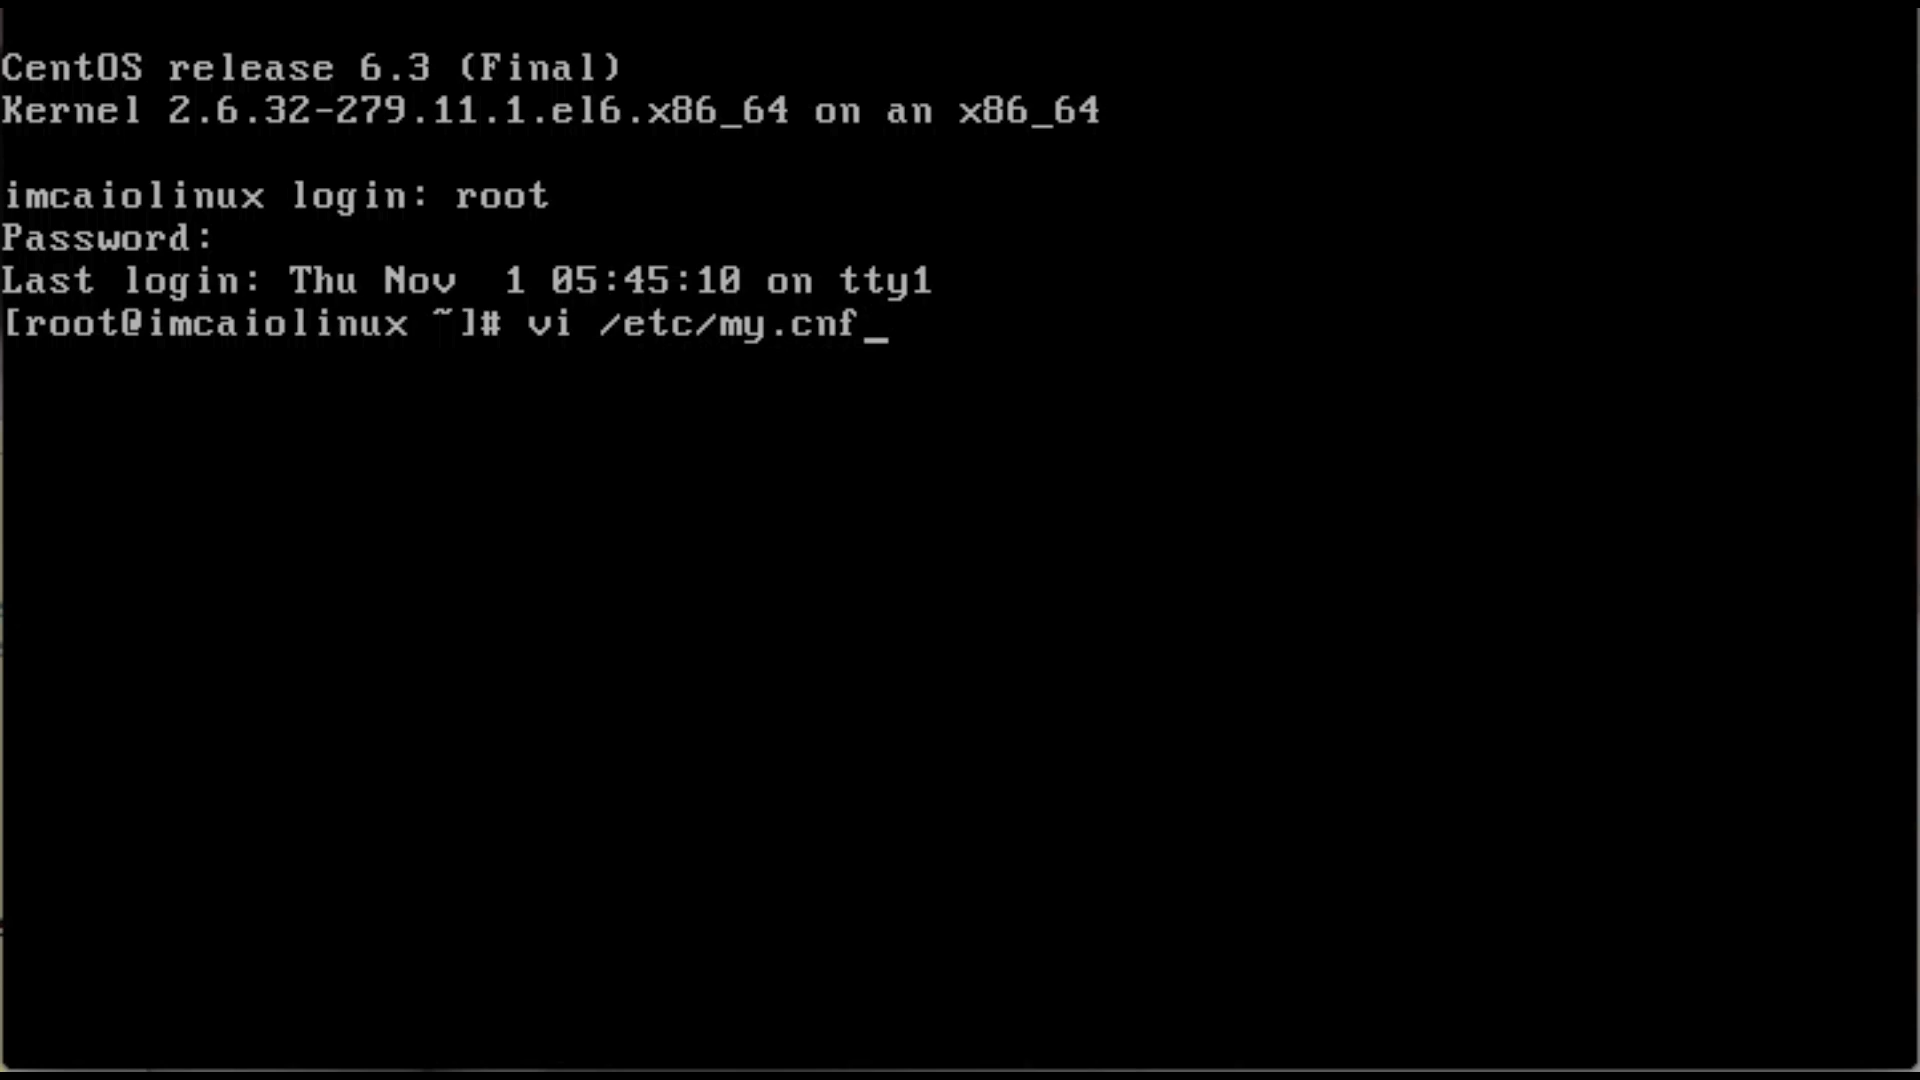 CentOS release 6.3 (Final)
Kernel 2.6.32-279.11.1.el6.x86_64 on an x86_64
imcaiolinux login: root
Password:
Last login: Thu Nov  1 05:45:10 on tty1
[root@imcaiolinux ~]# vi /etc/my.cnf_